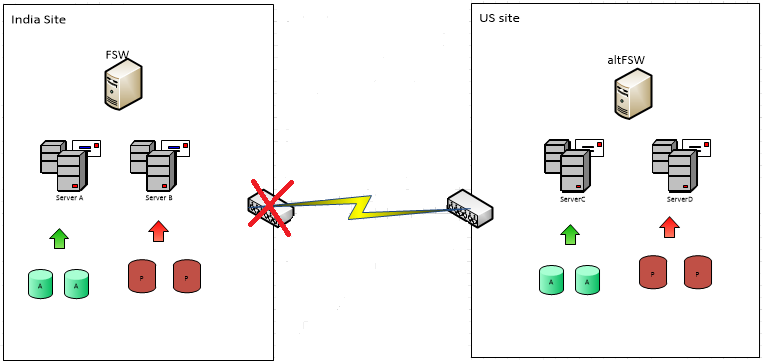 India Site
US site
FSW
altFSW
Server A
Server B
ServerC
ServerD
A
A
P
P
A
A
P
P